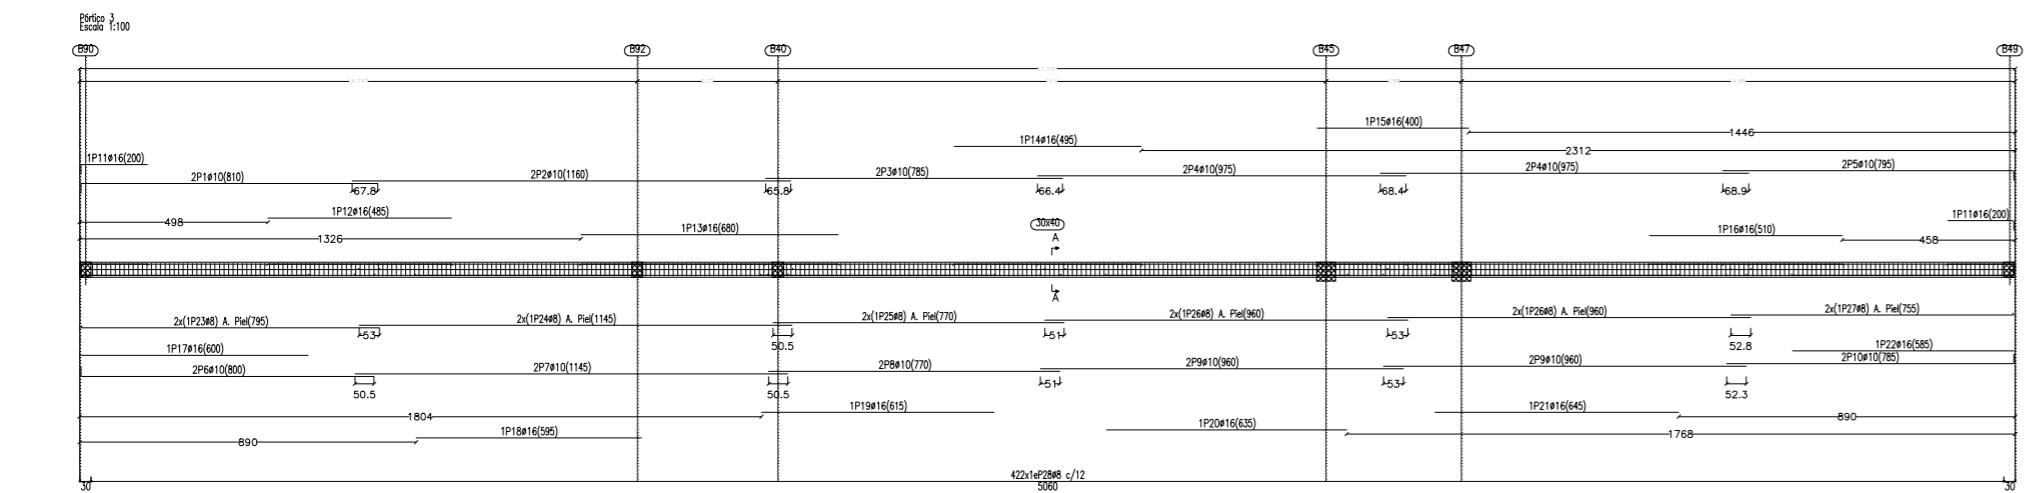 Pórtico 3
Escala 1:100
B90 B92 B40 B45 B47 B49
1P15ø16(400)
1446
1P14ø16(495)
2312
1P11ø16(200)
2P1ø10(810) 2P2ø10(1160) 2P3ø10(785) 2P4ø10(975) 2P4ø10(975) 2P5ø10(795)
67.8 65.8 66.4 68.4 68.9
1P12ø16(485) 1P11ø16(200)
498
1P13ø16(680) 30x40 1P16ø16(510)
1326 A 458
A
2x(1P23ø8) A. Piel(795) 2x(1P24ø8) A. Piel(1145) 2x(1P25ø8) A. Piel(770) 2x(1P26ø8) A. Piel(960) 2x(1P26ø8) A. Piel(960) 2x(1P27ø8) A. Piel(755)
53 50.5 51 53 52.8
1P17ø16(600) 1P22ø16(585)
2P6ø10(800) 2P7ø10(1145) 2P8ø10(770) 2P9ø10(960) 2P9ø10(960) 2P10ø10(785)
50.5 50.5 51 53 52.3
1P19ø16(615) 1P21ø16(645)
1804 890
1P18ø16(595) 1P20ø16(635)
890 1768
422x1eP28ø8 c/12
30 5060 30